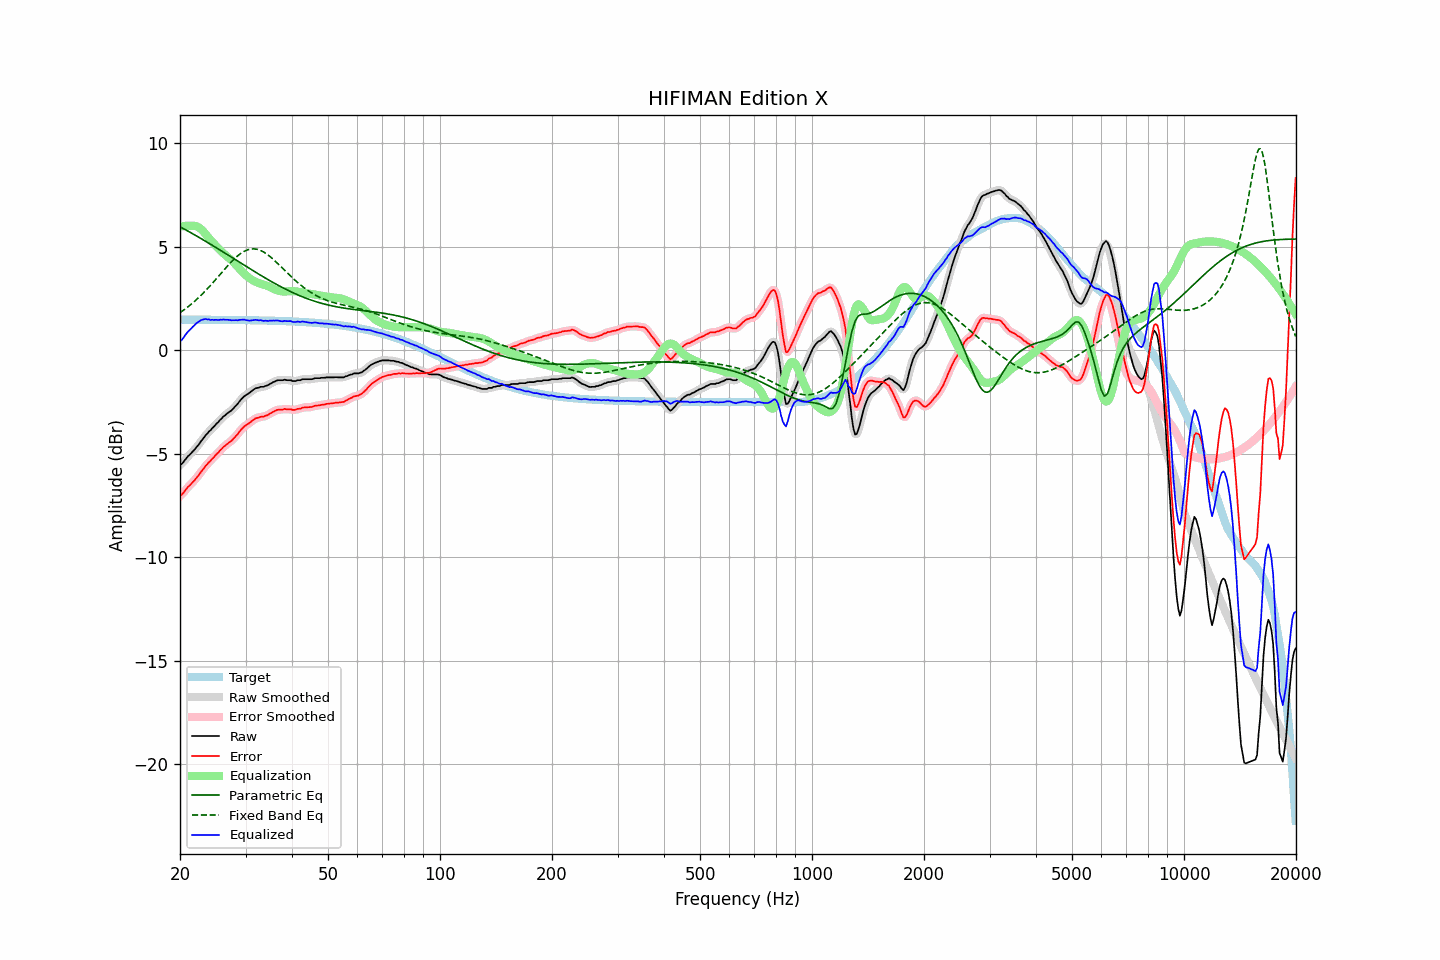 HIFIMAN Edition X
10
5
0
−5
−10
−15
−20
Amplitude (dBr)
Target
Raw Smoothed
Error Smoothed
Raw
Error
Equalization
Parametric Eq
Fixed Band Eq
Equalized
20 50 100 200 500 1000 2000 5000 10000 20000
Frequency (Hz)